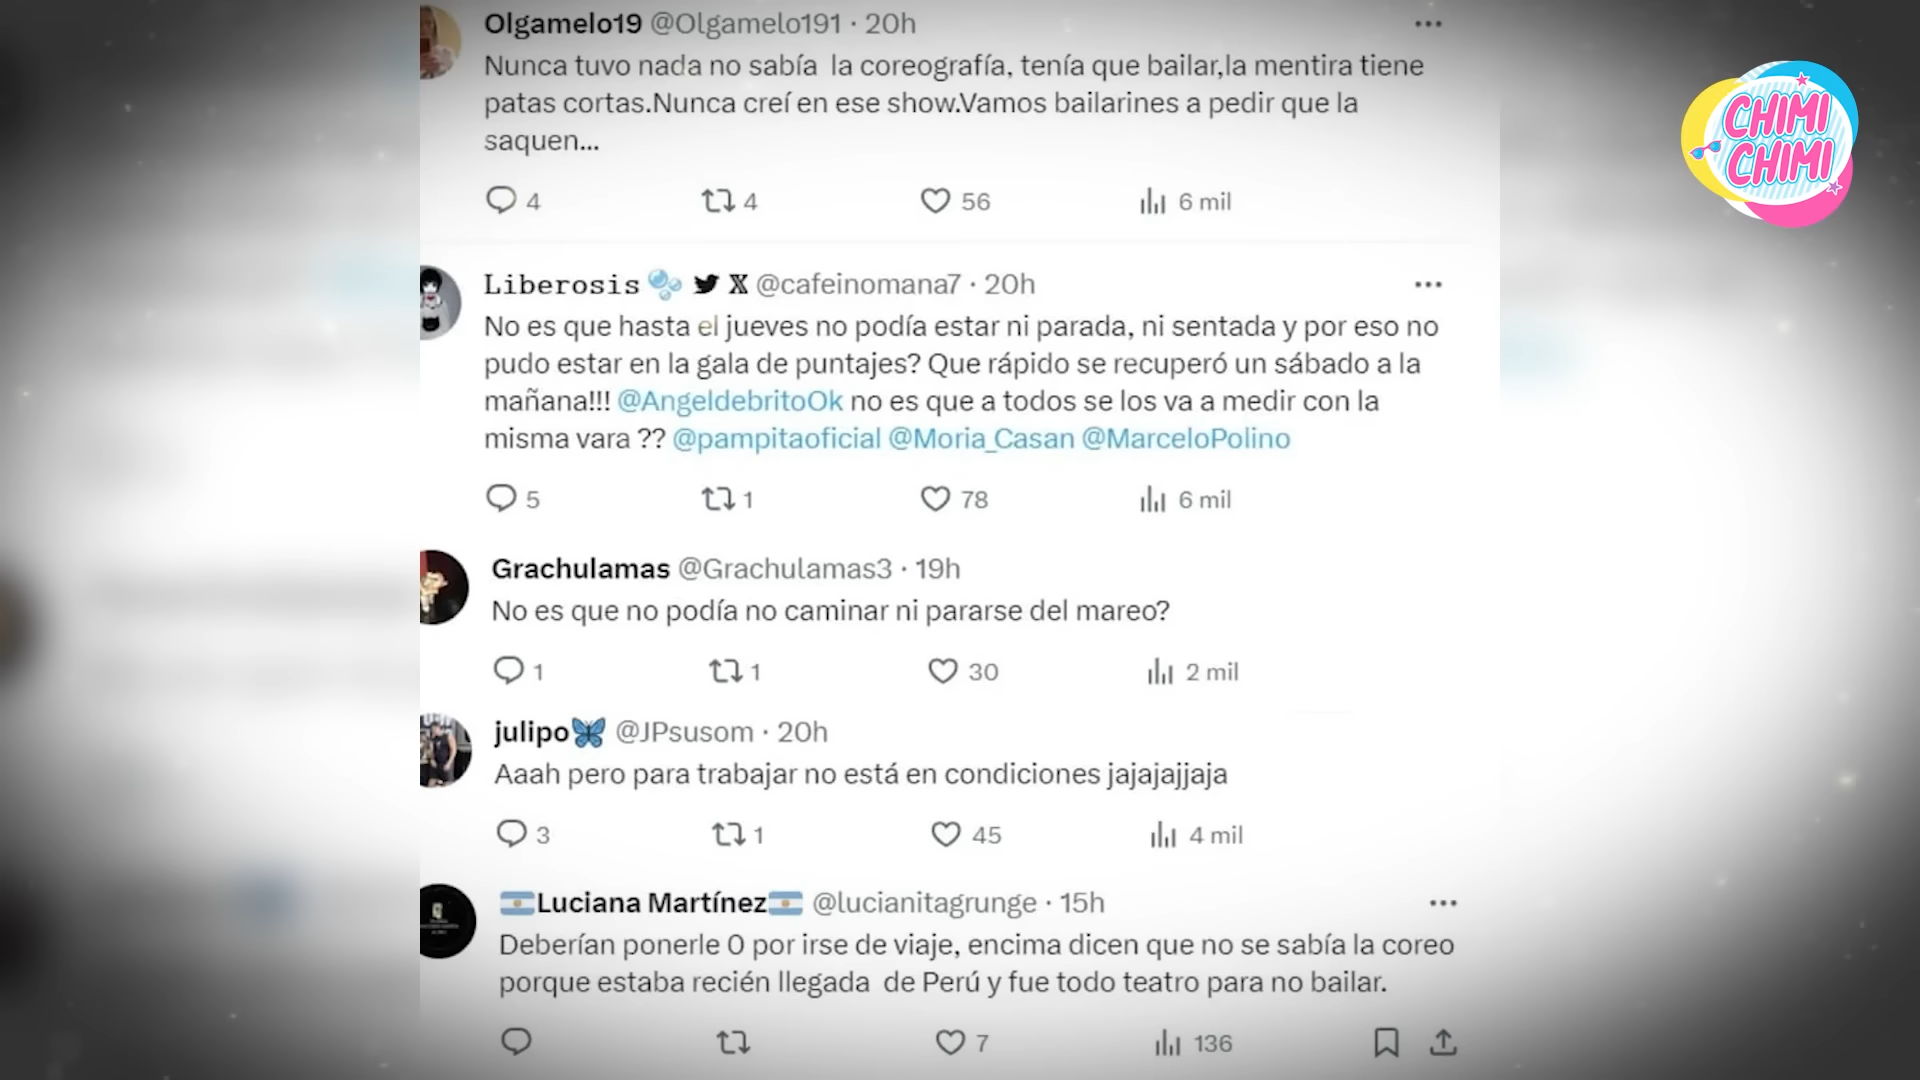 Olgamelo19 @Olgamelo191 · 20h
Nunca tuvo nada no sabía la coreografía, tenía que bailar,la mentira tiene
patas cortas.Nunca creí en ese show.Vamos bailarines a pedir que la
saquen...
4 4 56 6 mil
Liberosis 🫧 𝕏 @cafeinomana7 · 20h
No es que hasta el jueves no podía estar ni parada, ni sentada y por eso no
pudo estar en la gala de puntajes? Que rápido se recuperó un sábado a la
mañana!!! @AngeldebritoOk no es que a todos se los va a medir con la
misma vara ?? @pampitaoficial @Moria_Casan @MarceloPolino
5 1 78 6 mil
Grachulamas @Grachulamas3 · 19h
No es que no podía no caminar ni pararse del mareo?
1 1 30 2 mil
julipo🦋 @JPsusom · 20h
Aaah pero para trabajar no está en condiciones jajajajjaja
3 1 45 4 mil
🇦🇷Luciana Martínez🇦🇷 @lucianitagrunge · 15h
Deberían ponerle 0 por irse de viaje, encima dicen que no se sabía la coreo
porque estaba recién llegada de Perú y fue todo teatro para no bailar.
7 136
CHIMI
CHIMI